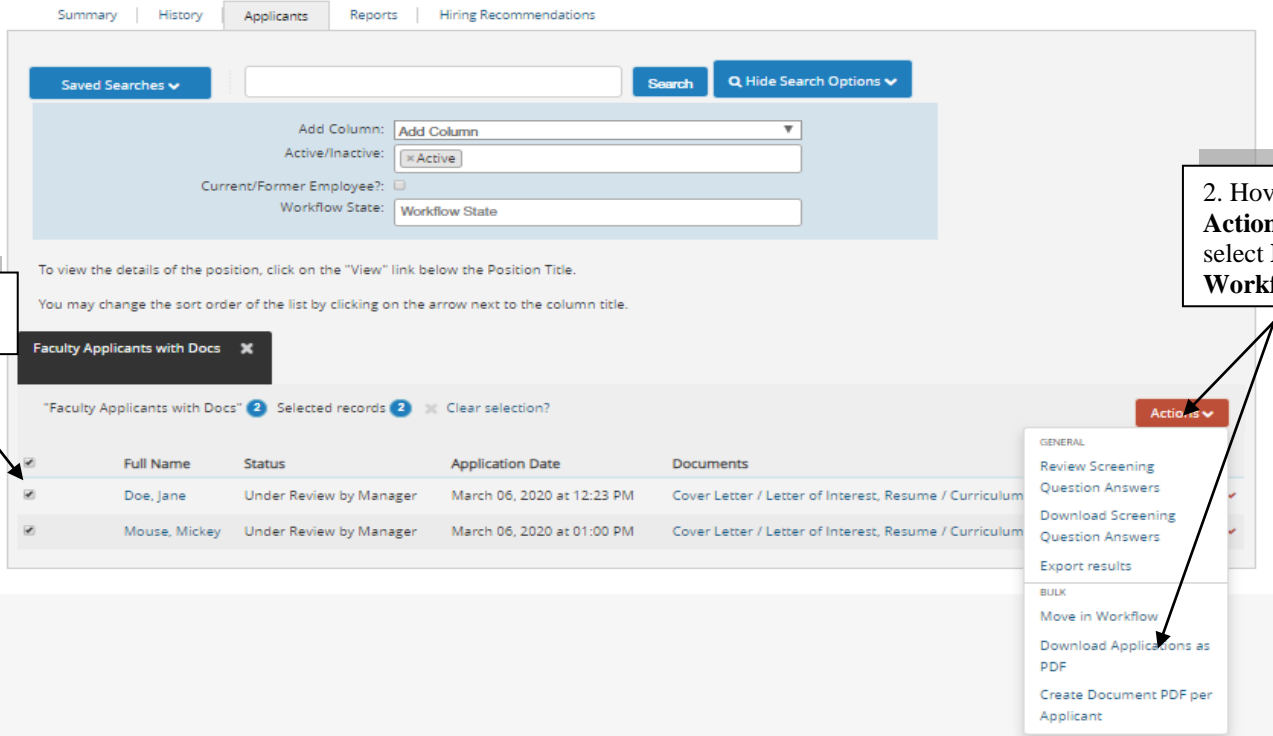 Summary History Applicants Reports Hiring Recommendations
Saved Searches Search Hide Search Options
Add Column: Add Column
Active/Inactive: ×Active
Current/Former Employee?:
Workflow State: Workflow State
2. Hov
Action
select
Workf
To view the details of the position, click on the "View" link below the Position Title.
You may change the sort order of the list by clicking on the arrow next to the column title.
Faculty Applicants with Docs ✖
"Faculty Applicants with Docs" 2 Selected records 2 ✖ Clear selection?
Actions
Full Name Status Application Date Documents
Doe, Jane Under Review by Manager March 06, 2020 at 12:23 PM Cover Letter / Letter of Interest, Resume / Curriculum
Mouse, Mickey Under Review by Manager March 06, 2020 at 01:00 PM Cover Letter / Letter of Interest, Resume / Curriculum
GENERAL
Review Screening
Question Answers
Download Screening
Question Answers
Export results
BULK
Move in Workflow
Download Applications as
PDF
Create Document PDF per
Applicant